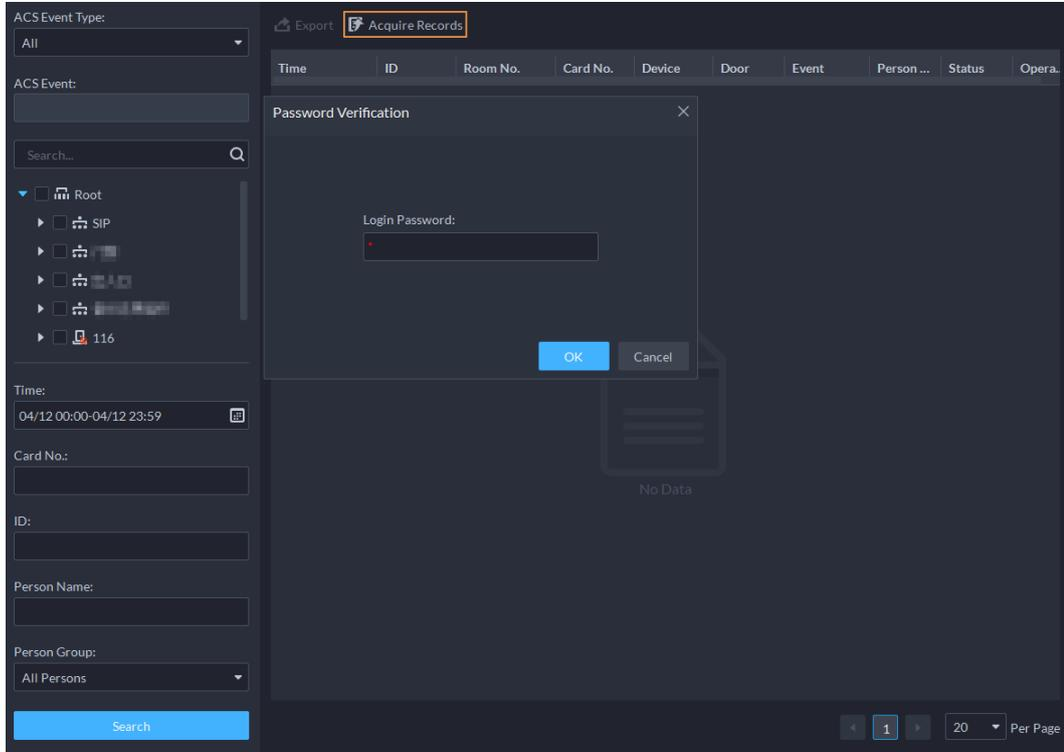 ACS Event Type:
All
ACS Event:
Search...
Root
SIP
116
Time:
04/12 00:00-04/12 23:59
Card No.:
ID:
Person Name:
Person Group:
All Persons
Search
Export Acquire Records
Time ID Room No. Card No. Device Door Event Person ... Status Opera..
Password Verification
Login Password:
*
OK Cancel
No Data
1 20 Per Page